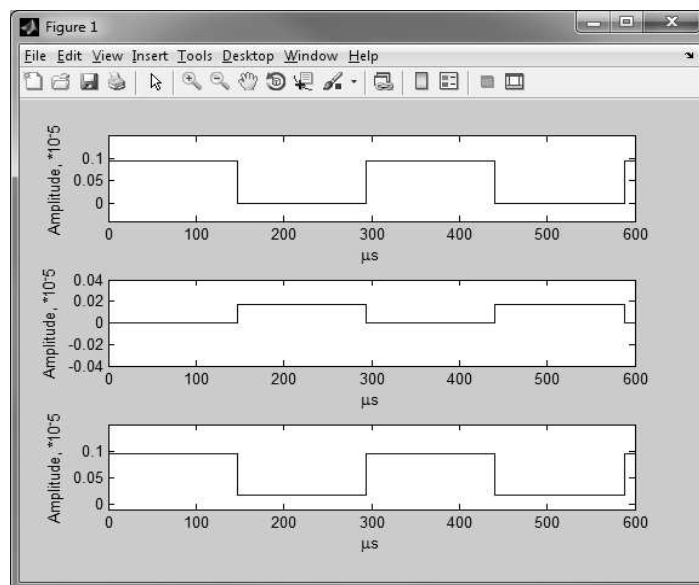 Figure 1
File Edit View Insert Tools Desktop Window Help
Amplitude, *10-5
0.1
0.05
0
0 100 200 300 400 500 600
μs
Amplitude, *10-5
0.04
0.02
0
-0.02
-0.04
0 100 200 300 400 500 600
μs
Amplitude, *10-5
0.1
0.05
0
0 100 200 300 400 500 600
μs